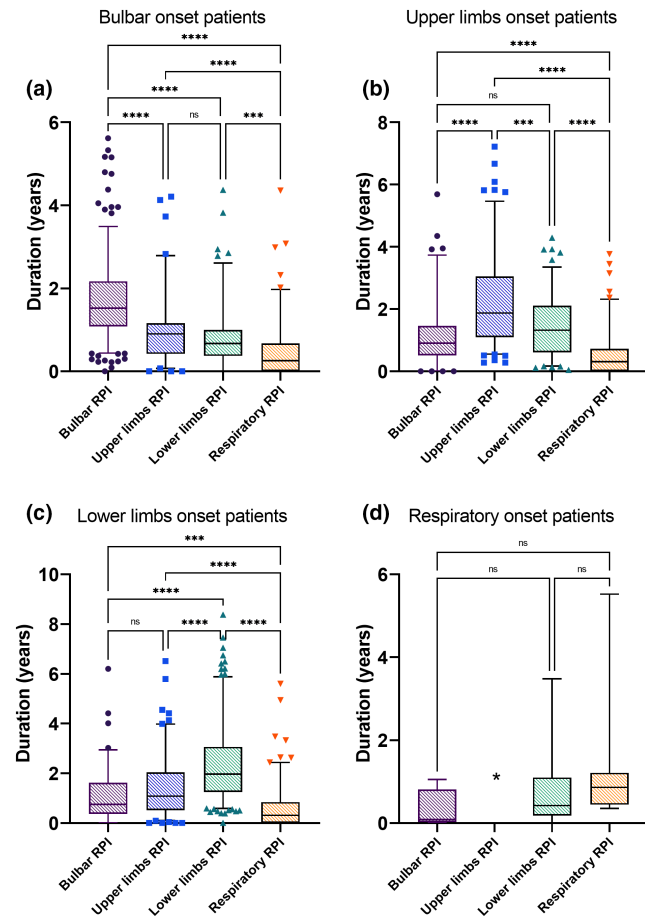 Bulbar onset patients
Upper limbs onset patients
(a)
****
****
****
****
ns
***
Duration (years)
6
4
2
0
Bulbar RPI
Upper limbs RPI
Lower limbs RPI
Respiratory RPI
(b)
****
****
ns
****
***
****
Duration (years)
8
6
4
2
0
Bulbar RPI
Upper limbs RPI
Lower limbs RPI
Respiratory RPI
(c)
Lower limbs onset patients
***
****
****
ns
****
****
Duration (years)
10
8
6
4
2
0
Bulbar RPI
Upper limbs RPI
Lower limbs RPI
Respiratory RPI
(d)
Respiratory onset patients
ns
ns
ns
Duration (years)
6
4
2
0
*
Bulbar RPI
Upper limbs RPI
Lower limbs RPI
Respiratory RPI